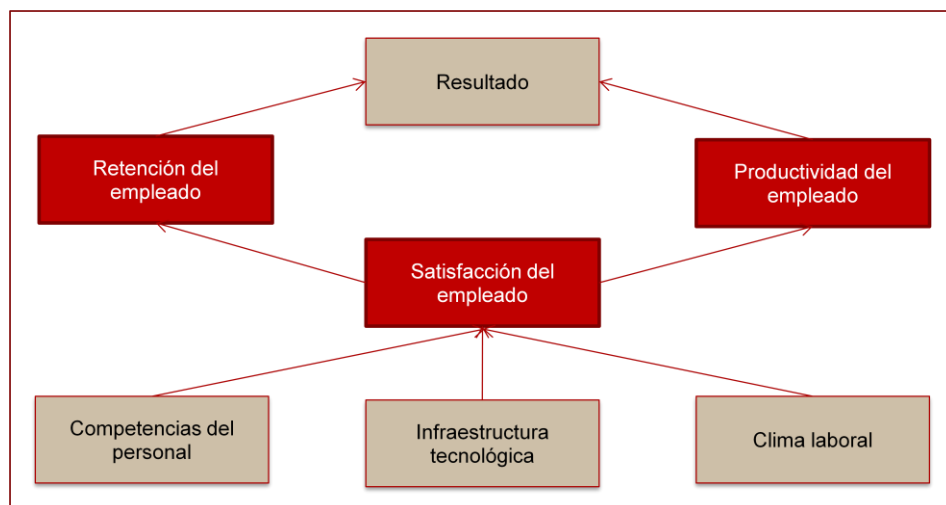 Resultado
Retención del
empleado
Productividad del
empleado
Satisfacción del
empleado
Competencias del
personal
Infraestructura
tecnológica
Clima laboral